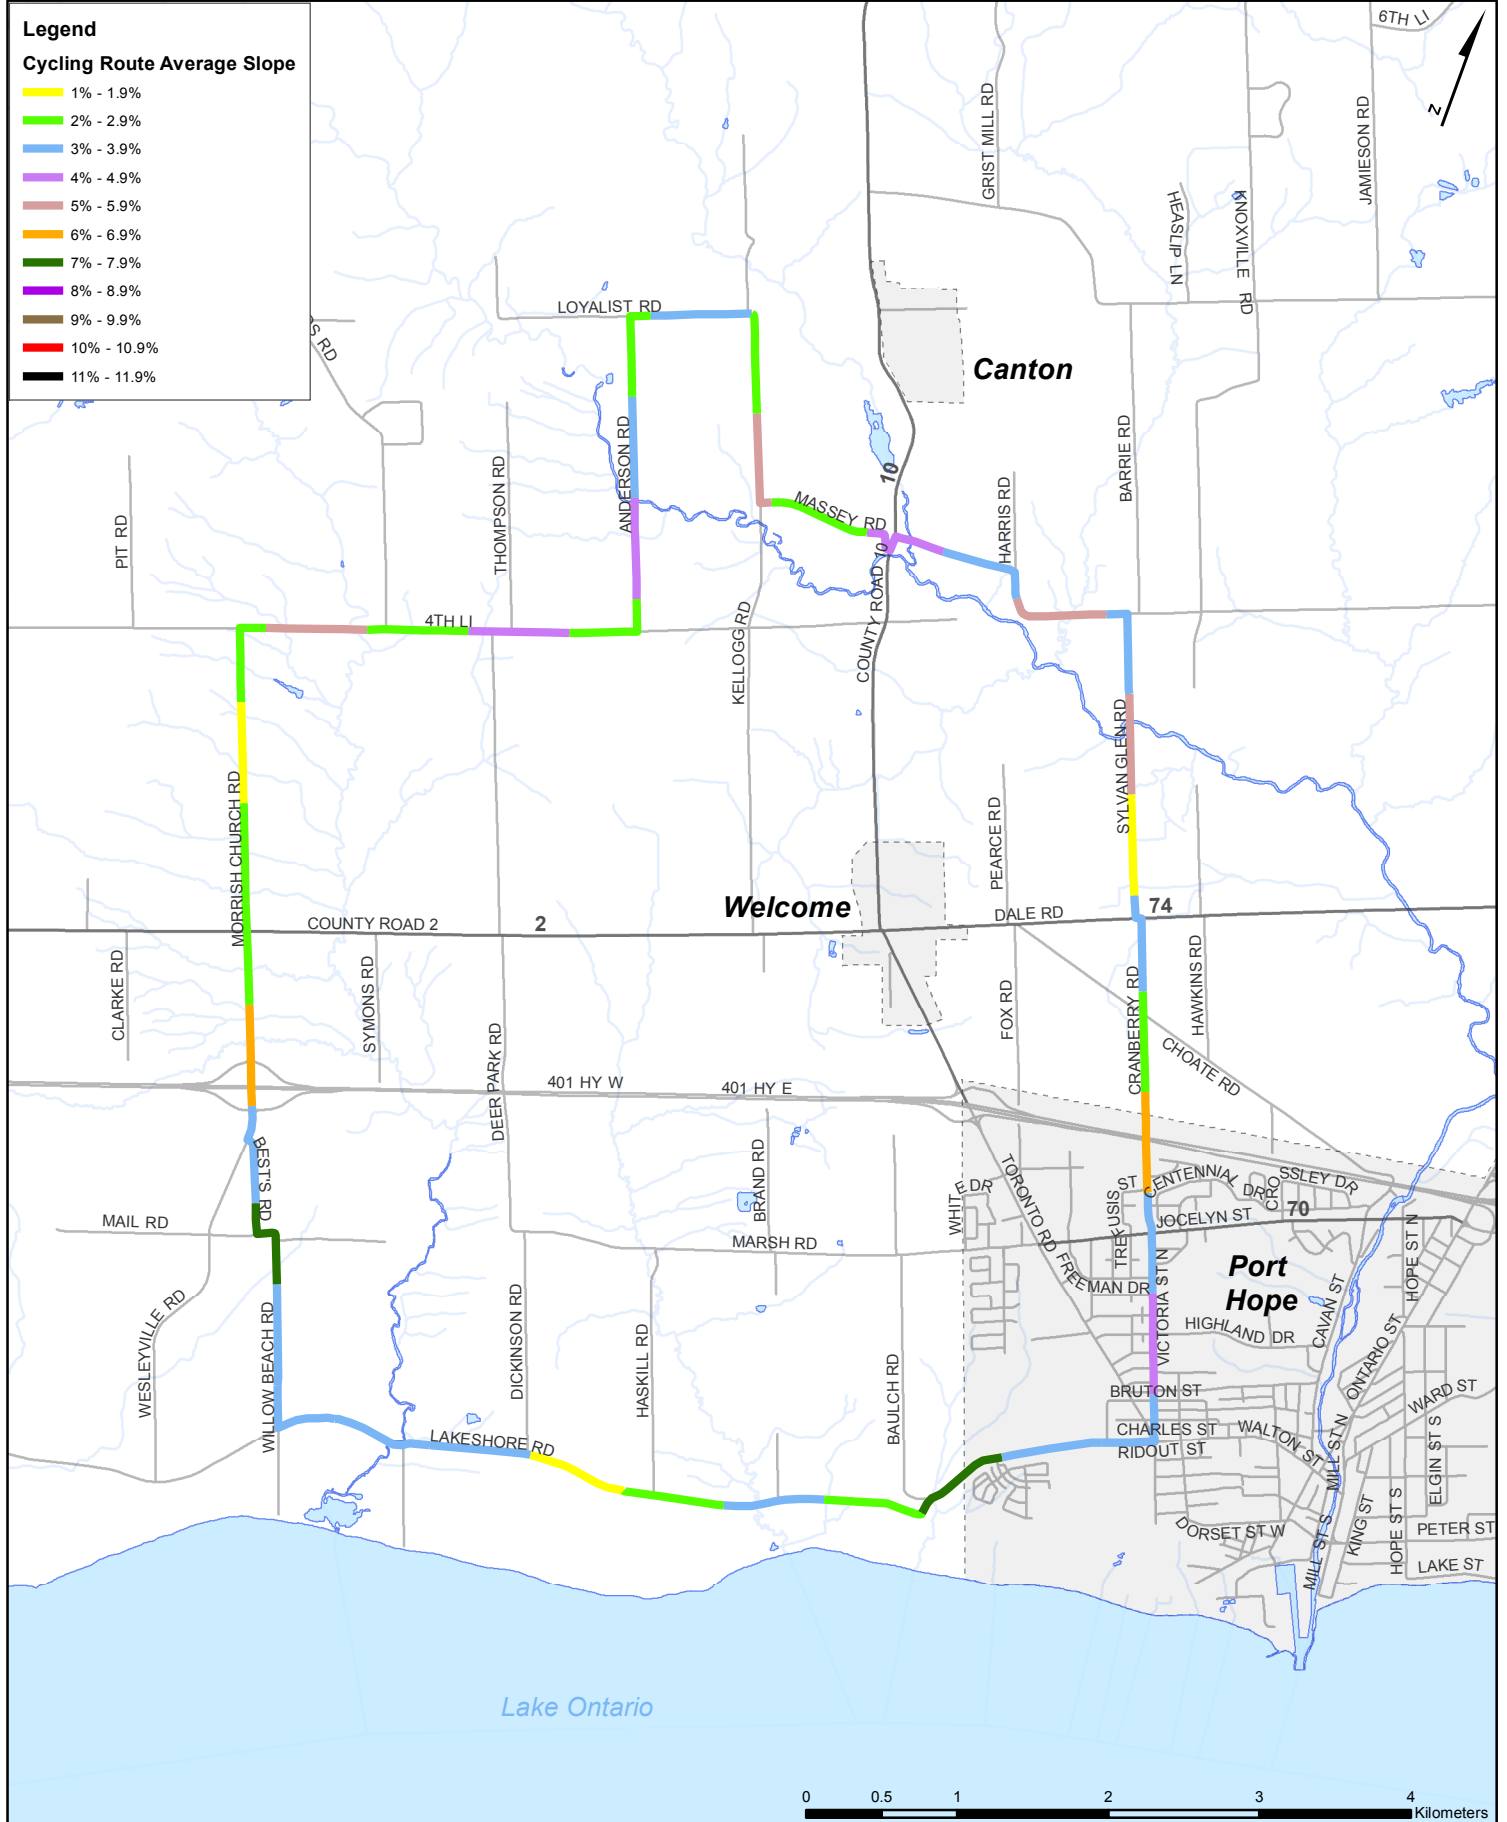 Legend
Cycling Route Average Slope
1% - 1.9%
2% - 2.9%
3% - 3.9%
4% - 4.9%
5% - 5.9%
6% - 6.9%
7% - 7.9%
8% - 8.9%
9% - 9.9%
10% - 10.9%
11% - 11.9%
6TH LI
N
GRIST MILL RD
JAMIESON RD
HEASLIP LN
KNOXVILLE RD
LOYALIST RD
Canton
ANDERSON RD
BARRIE RD
THOMPSON RD
10
HARRIS RD
MASSEY RD
PIT RD
10
COUNTY ROAD
4TH LI
KELLOGG RD
SYLVAN GLEN RD
MORRISH CHURCH RD
PEARCE RD
Welcome
COUNTY ROAD 2
2
DALE RD
74
CLARKE RD
SYMONS RD
FOX RD
CRANBERRY RD
HAWKINS RD
DEER PARK RD
CHOATE RD
401 HY W
401 HY E
BEST'S RD
BRAND RD
TORONTO RD
WHITE DR
TREFUSIS ST
CENTENNIAL DR
CROSSLEY DR
70
JOCELYN ST
MAIL RD
MARSH RD
FREEMAN DR
VICTORIA ST N
Port
Hope
HOPE ST N
CAVAN ST
WESLEYVILLE RD
WILLOW BEACH RD
DICKINSON RD
HASKILL RD
BAULCH RD
HIGHLAND DR
ONTARIO ST
BRUTON ST
WARD ST
CHARLES ST
WALTON ST
RIDOUT ST
LAKESHORE RD
MILL ST N
ELGIN ST S
DORSET ST W
MILL ST S
KING ST
HOPE ST S
PETER ST
LAKE ST
Lake Ontario
0 0.5 1 2 3 4
Kilometers